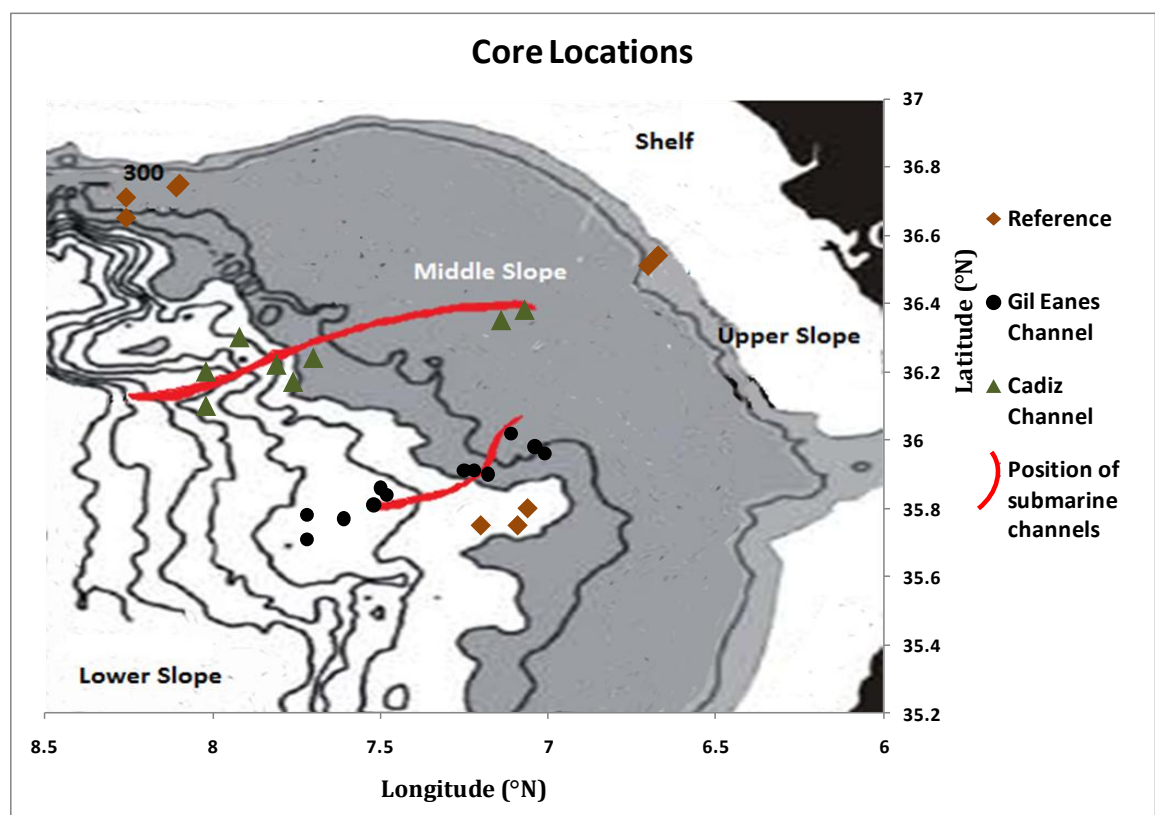 Core Locations
Shelf
300
Middle Slope
Upper Slope
Lower Slope
37
36.8
36.6
36.4
36.2
36
35.8
35.6
35.4
35.2
Latitude (°N)
8.5 8 7.5 7 6.5 6
Longitude (°N)
Reference
Gil Eanes
Channel
Cadiz
Channel
Position of
submarine
channels